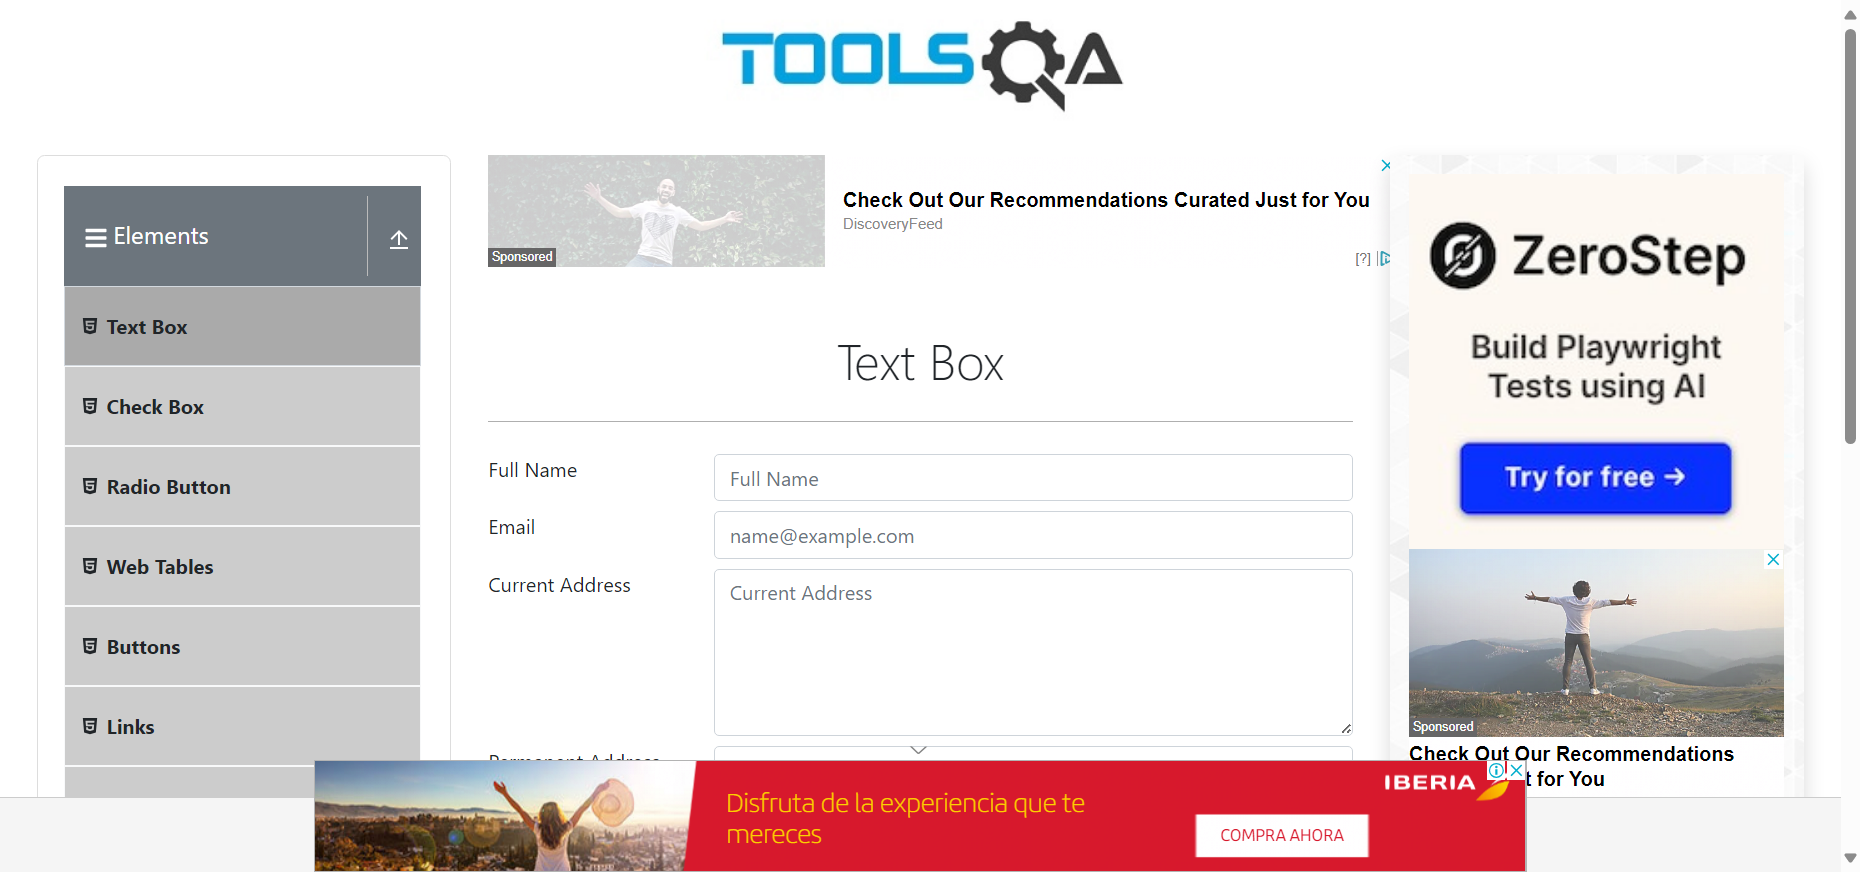 TOOLSQA
Elements
Text Box
Check Box
Radio Button
Web Tables
Buttons
Links
Sponsored
Check Out Our Recommendations Curated Just for You
DiscoveryFeed
[?]
Text Box
Full Name
Full Name
Email
name@example.com
Current Address
Current Address
Permanent Address
ZeroStep
Build Playwright
Tests using AI
Try for free →
Sponsored
Check Out Our Recommendations
t for You
Disfruta de la experiencia que te
mereces
IBERIA
COMPRA AHORA